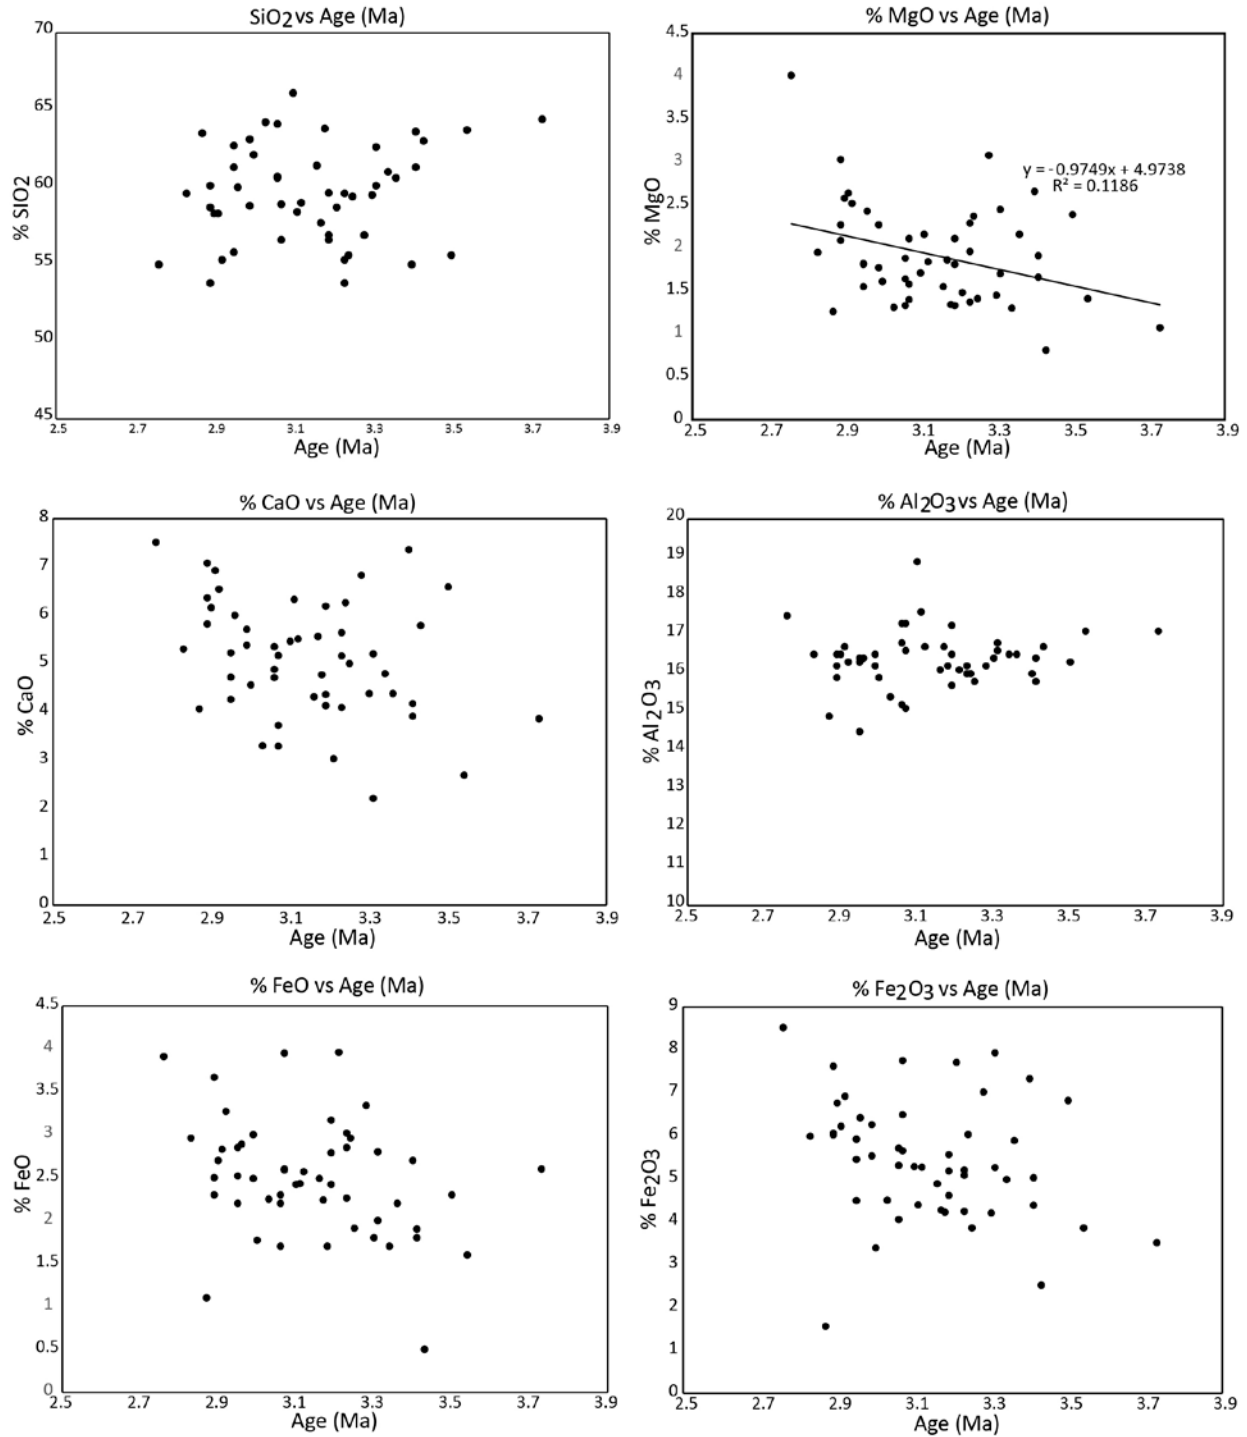 SiO2 vs Age (Ma)
70
65
60
55
50
45
% SIO2
2.5 2.7 2.9 3.1 3.3 3.5 3.7 3.9
Age (Ma)
% MgO vs Age (Ma)
4.5
4
3.5
3
2.5
2
1.5
1
0.5
0
% MgO
y = -0.9749x + 4.9738
R² = 0.1186
2.5 2.7 2.9 3.1 3.3 3.5 3.7 3.9
Age (Ma)
% CaO vs Age (Ma)
8
7
6
5
4
3
2
1
0
% CaO
2.5 2.7 2.9 3.1 3.3 3.5 3.7 3.9
Age (Ma)
% Al2O3 vs Age (Ma)
20
19
18
17
16
15
14
13
12
11
10
% Al2O3
2.5 2.7 2.9 3.1 3.3 3.5 3.7 3.9
Age (Ma)
% FeO vs Age (Ma)
4.5
4
3.5
3
2.5
2
1.5
1
0.5
0
% FeO
2.5 2.7 2.9 3.1 3.3 3.5 3.7 3.9
Age (Ma)
% Fe2O3 vs Age (Ma)
9
8
7
6
5
4
3
2
1
0
% Fe2O3
2.5 2.7 2.9 3.1 3.3 3.5 3.7 3.9
Age (Ma)